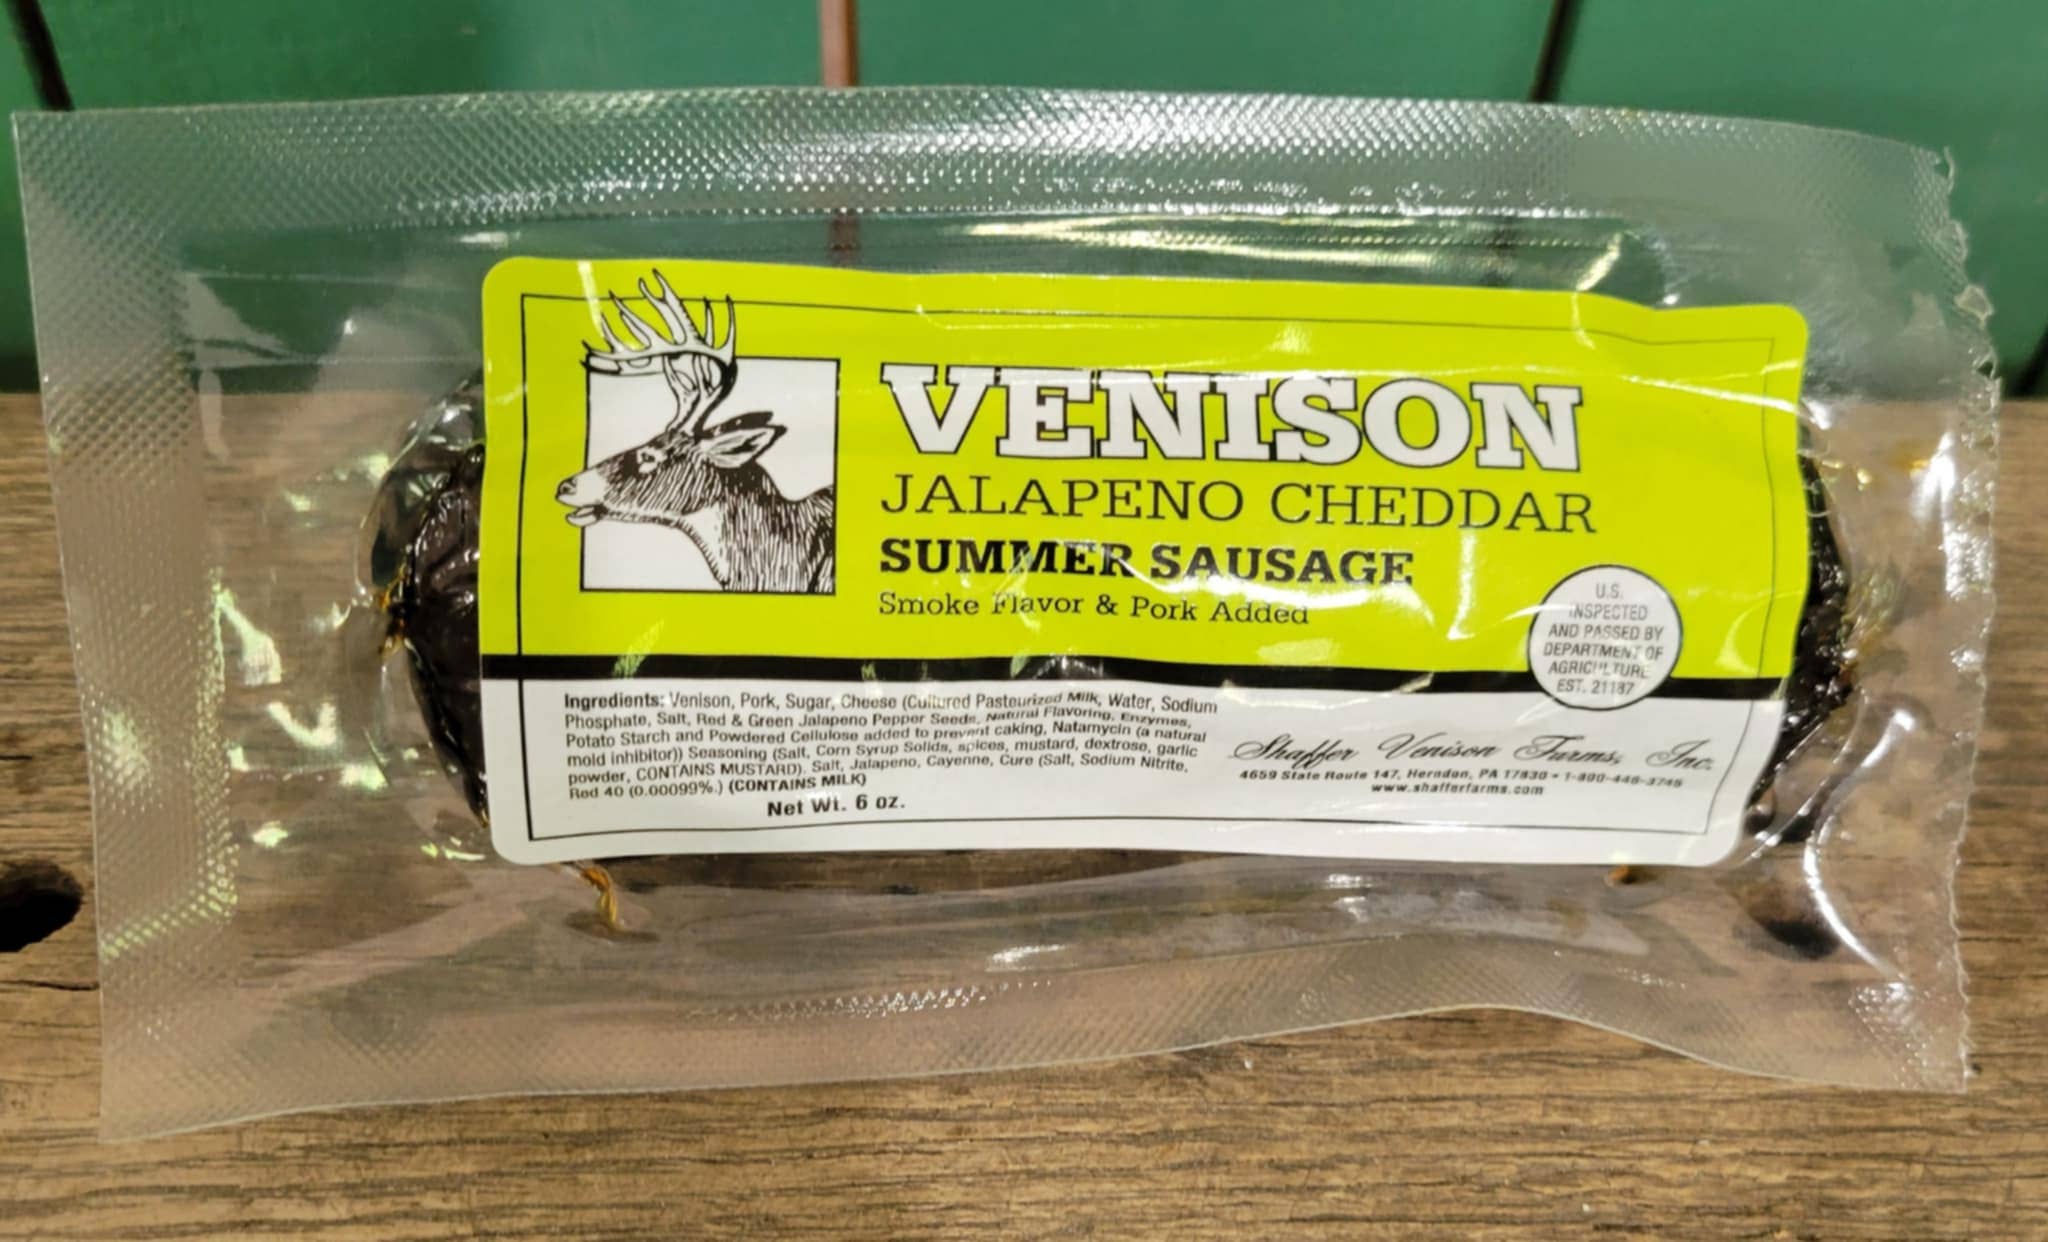 VENISON
JALAPENO CHEDDAR
SUMMER SAUSAGE
Smoke Flavor & Pork Added
U.S.
INSPECTED
AND PASSED BY
DEPARTMENT OF
AGRICULTURE
EST. 21187
Ingredients: Venison, Pork, Sugar, Cheese (Cultured Pasteurized Milk, Water, Sodium
Phosphate, Salt, Red & Green Jalapeno Pepper Seeds, Natural Flavoring, Enzymes,
Potato Starch and Powdered Cellulose added to prevent caking, Natamycin (a natural
mold inhibitor)) Seasoning (Salt, Corn Syrup Solids, spices, mustard, dextrose, garlic
powder, CONTAINS MUSTARD). Salt, Jalapeno, Cayenne, Cure (Salt, Sodium Nitrite,
Red 40 (0.00099%.) (CONTAINS MILK)
Net Wt. 6 oz.
Shaffer Venison Farms, Inc.
4659 State Route 147, Herndon, PA 17830 • 1-800-446-3745
www.shafferfarms.com